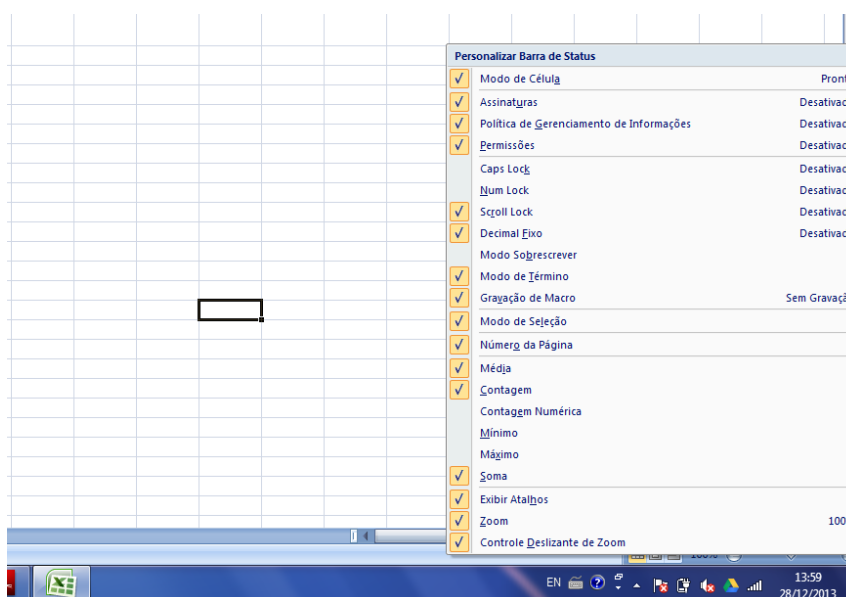 Personalizar Barra de Status
Modo de Célula Pront
Assinaturas Desativad
Política de Gerenciamento de Informações Desativad
Permissões Desativad
Caps Lock Desativad
Num Lock Desativad
Scroll Lock Desativad
Decimal Fixo Desativad
Modo Sobrescrever
Modo de Término
Gravação de Macro Sem Gravaçã
Modo de Seleção
Número da Página
Média
Contagem
Contagem Numérica
Mínimo
Máximo
Soma
Exibir Atalhos
Zoom 100
Controle Deslizante de Zoom
100%
EN 13:59
28/12/2013